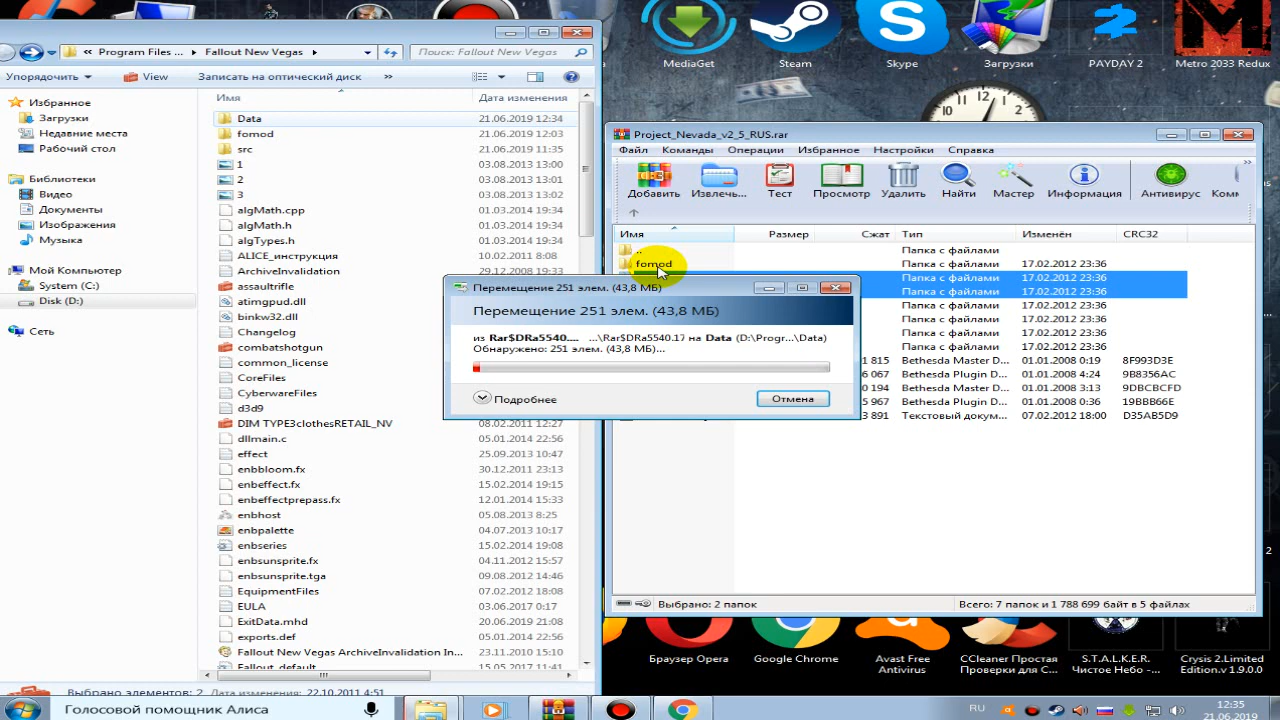 MediaGet
Steam
Skype
Загрузки
PAYDAY 2
Metro 2033 Redux
« Program Files ... ▸ Fallout New Vegas ▸
Поиск: Fallout New Vegas
Упорядочить
View
Записать на оптический диск
»
Избранное
Загрузки
Недавние места
Рабочий стол
Библиотеки
Видео
Документы
Изображения
Музыка
Мой Компьютер
System (C:)
Disk (D:)
Сеть
Имя
Дата изменения
Data 21.06.2019 12:34
fomod 21.06.2019 12:03
src 21.06.2019 11:35
1 03.08.2013 13:00
2 03.08.2013 13:01
3 03.08.2013 13:02
algMath.cpp 01.03.2014 19:34
algMath.h 01.03.2014 19:34
algTypes.h 01.03.2014 19:34
ALICE_инструкция 10.02.2011 8:08
ArchiveInvalidation 29.12.2008 19:33
assaultrifle
atimgpud.dll
binkw32.dll
Changelog
combatshotgun
common_license
CoreFiles
CyberwareFiles
d3d9
DIM TYPE3clothesRETAIL_NV 08.02.2011 12:27
dllmain.c 05.01.2014 22:56
effect
enbbloom.fx 30.12.2011 23:13
enbeffect.fx 15.02.2014 19:15
enbeffectprepass.fx 12.01.2014 15:33
enbhost 05.08.2013 8:25
enbpalette 04.07.2013 10:17
enbseries 15.02.2014 19:08
enbsunsprite.fx 04.11.2012 15:57
enbsunsprite.tga 09.08.2012 14:46
EquipmentFiles 07.02.2012 18:08
EULA 03.06.2017 0:17
ExitData.mhd 20.06.2019 21:08
exports.def 05.01.2014 22:56
Fallout New Vegas ArchiveInvalidation In...
Fallout_default 15.05.2017 11:41
Выбрано элементов: 2 Дата изменения: 22.10.2011 4:51
Project_Nevada_v2_5_RUS.rar
Файл Команды Операции Избранное Настройки Справка
Добавить Извлечь... Тест Просмотр Удалить Найти Мастер Информация Антивирус Комм
»
Имя Размер Сжат Тип Изменён CRC32
.. Папка с файлами
fomod Папка с файлами 17.02.2012 23:36
Папка с файлами 17.02.2012 23:36
Папка с файлами 17.02.2012 23:36
Папка с файлами 17.02.2012 23:36
Папка с файлами 17.02.2012 23:36
Папка с файлами 17.02.2012 23:36
Папка с файлами 17.02.2012 23:36
815 Bethesda Master D... 01.01.2008 8F993D3E
Bethesda Plugin D... 01.01.2008 4:24 9B8356AC
194 Bethesda Master D... 01.01.2008 3:13 D9BCBCFD
967 Bethesda Plugin D... 01.01.2008 19BBB66E
891 Текстовый докум... 07.02.2012 18:00 D35AB5D9
Выбрано: 2 папок
Всего: 7 папок и 1 788 699 байт в 5 файлах
Перемещение 251 элем. (43,8 МБ)
Перемещение 251 элем. (43,8 МБ)
из Rar$DRa5540.... ...\Rar$DRa5540.17 на Data (D:\Progr...\Data)
Обнаружено: 251 элем. (43,8 МБ)...
Подробнее
Отмена
Браузер Opera
Google Chrome
Avast Free Antivirus
CCleaner Простая Программа для С...
S.T.A.L.K.E.R. Чистое Небо -...
Crysis 2.Limited Edition.v 1.9.0.0
Голосовой помощник Алиса
RU
12:35
21.06.2019